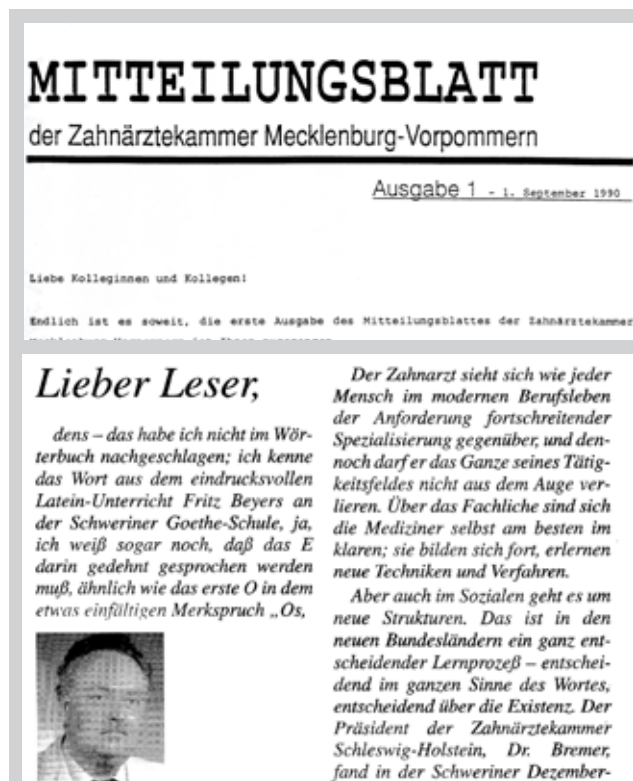 MITTEILUNGSBLATT
der Zahnärztekammer Mecklenburg-Vorpommern
Ausgabe 1 - 1. September 1990
Liebe Kolleginnen und Kollegen!
Endlich ist es soweit, die erste Ausgabe des Mitteilungsblattes der Zahnärztekammer
Lieber Leser,
dens – das habe ich nicht im Wör-
terbuch nachgeschlagen; ich kenne
das Wort aus dem eindrucksvollen
Latein-Unterricht Fritz Beyers an
der Schweriner Goethe-Schule, ja,
ich weiß sogar noch, daß das E
darin gedehnt gesprochen werden
muß, ähnlich wie das erste O in dem
etwas einfältigen Merkspruch „Os,
Der Zahnarzt sieht sich wie jeder
Mensch im modernen Berufsleben
der Anforderung fortschreitender
Spezialisierung gegenüber, und den-
noch darf er das Ganze seines Tätig-
keitsfeldes nicht aus dem Auge ver-
lieren. Über das Fachliche sind sich
die Mediziner selbst am besten im
klaren; sie bilden sich fort, erlernen
neue Techniken und Verfahren.
Aber auch im Sozialen geht es um
neue Strukturen. Das ist in den
neuen Bundesländern ein ganz ent-
scheidender Lernprozeß – entschei-
dend im ganzen Sinne des Wortes,
entscheidend über die Existenz. Der
Präsident der Zahnärztekammer
Schleswig-Holstein, Dr. Bremer,
fand in der Schweriner Dezember-